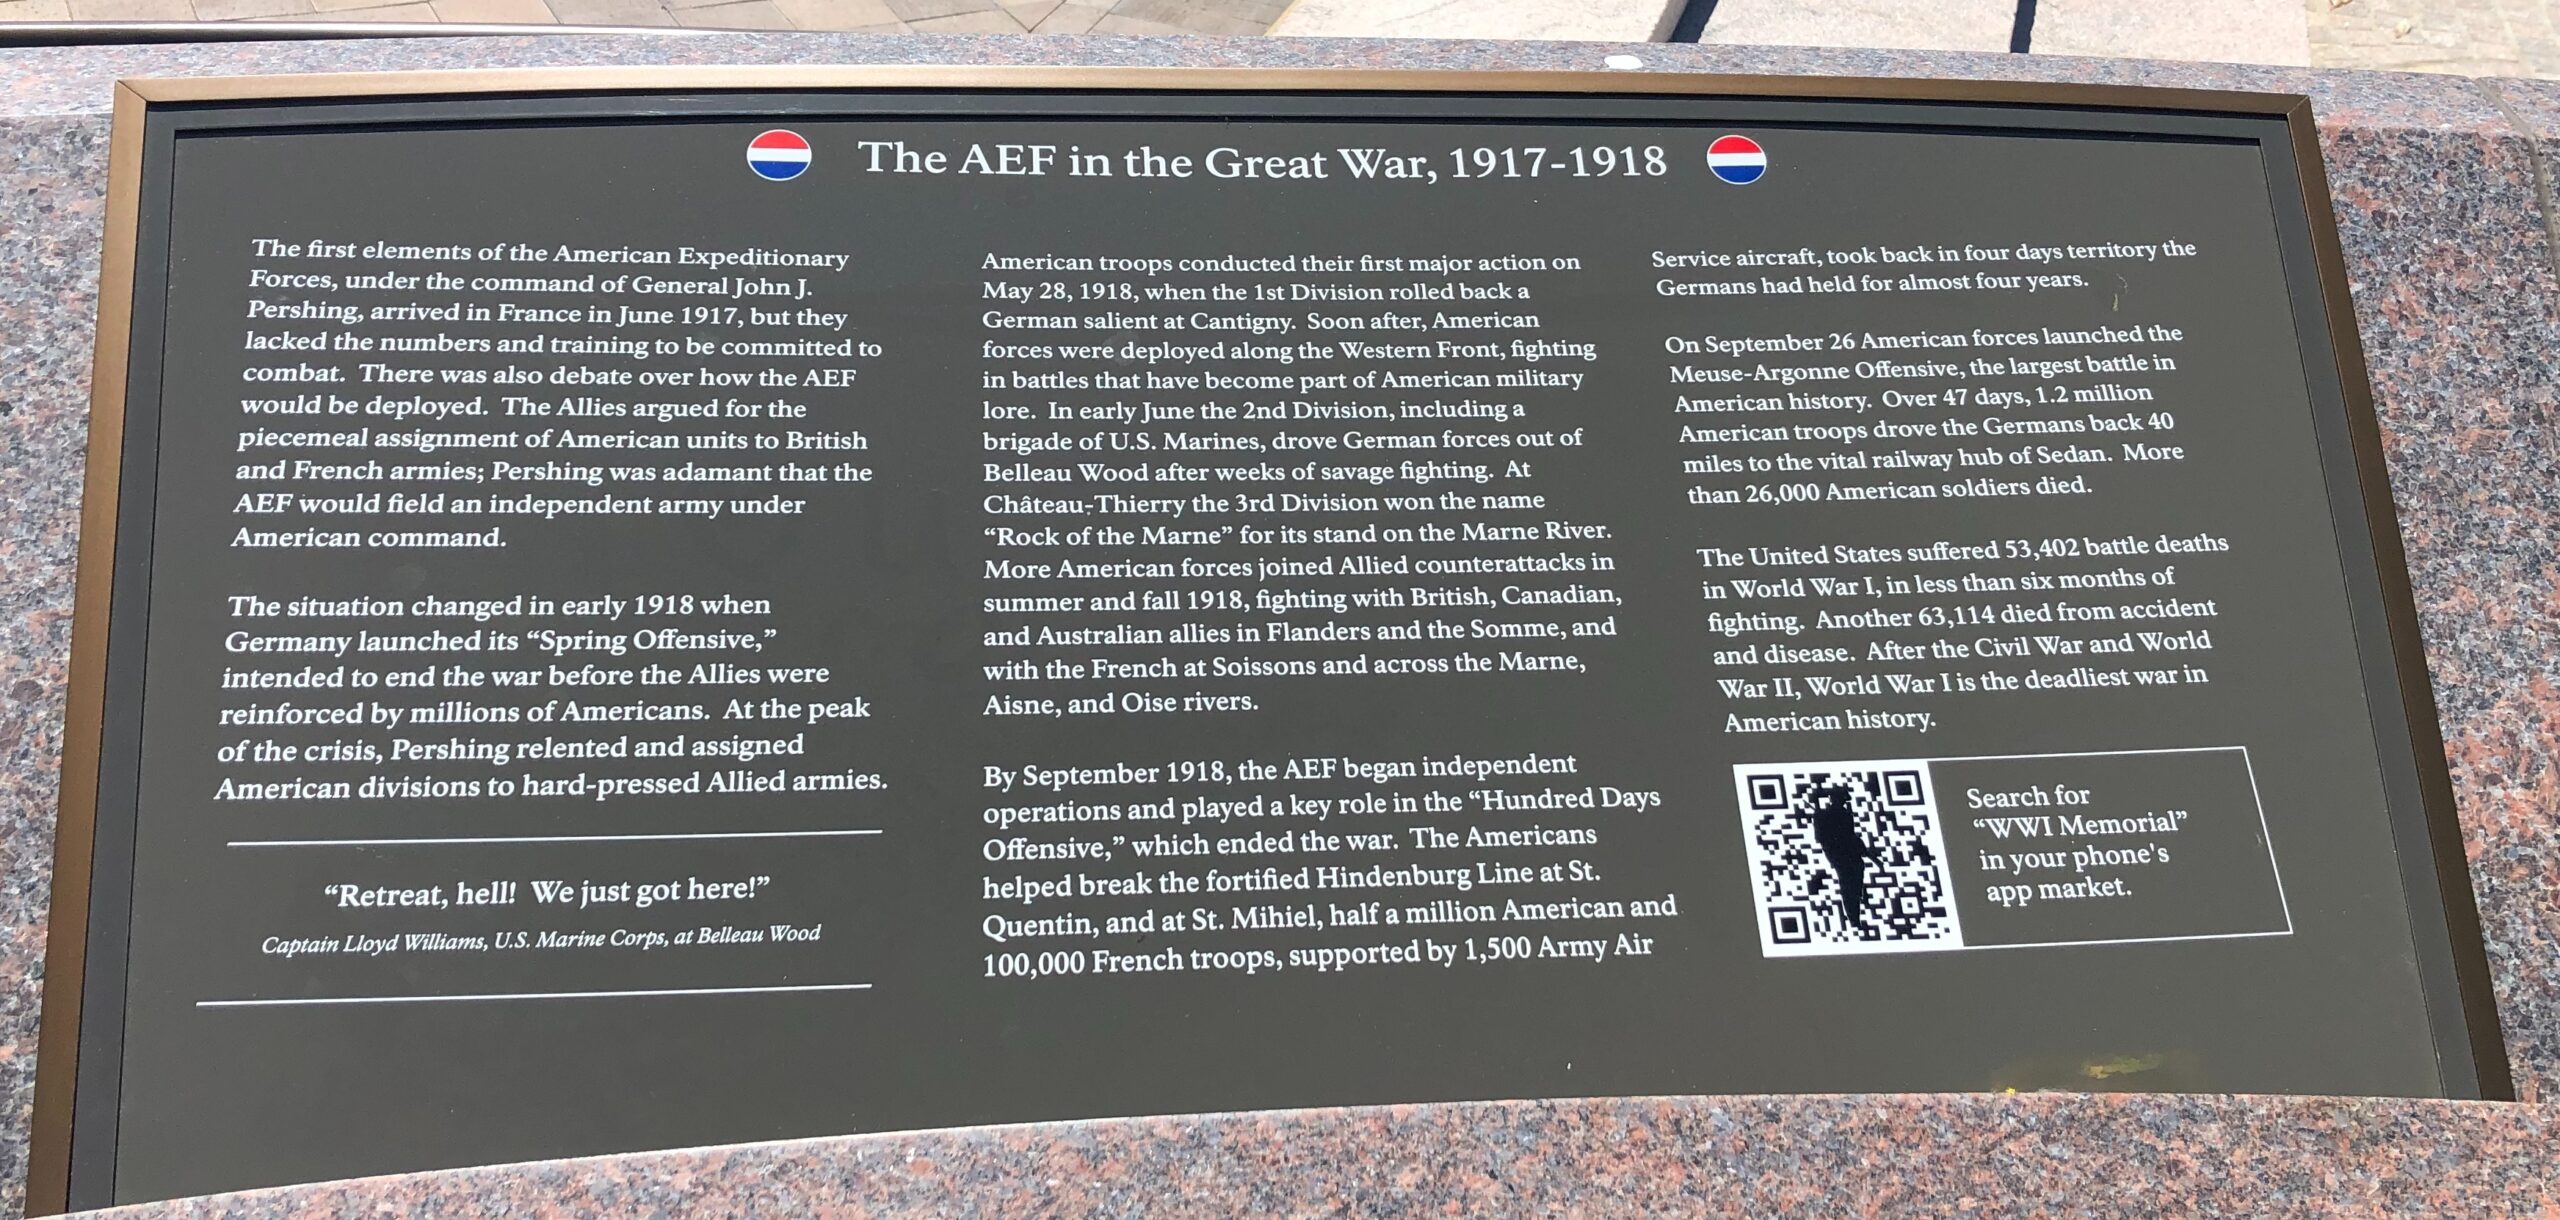 The AEF in the Great War, 1917-1918
The first elements of the American Expeditionary
Forces, under the command of General John J.
Pershing, arrived in France in June 1917, but they
lacked the numbers and training to be committed to
combat. There was also debate over how the AEF
would be deployed. The Allies argued for the
piecemeal assignment of American units to British
and French armies; Pershing was adamant that the
AEF would field an independent army under
American command.
The situation changed in early 1918 when
Germany launched its “Spring Offensive,”
intended to end the war before the Allies were
reinforced by millions of Americans. At the peak
of the crisis, Pershing relented and assigned
American divisions to hard-pressed Allied armies.
“Retreat, hell! We just got here!”
Captain Lloyd Williams, U.S. Marine Corps, at Belleau Wood
American troops conducted their first major action on
May 28, 1918, when the 1st Division rolled back a
German salient at Cantigny. Soon after, American
forces were deployed along the Western Front, fighting
in battles that have become part of American military
lore. In early June the 2nd Division, including a
brigade of U.S. Marines, drove German forces out of
Belleau Wood after weeks of savage fighting. At
Château-Thierry the 3rd Division won the name
“Rock of the Marne” for its stand on the Marne River.
More American forces joined Allied counterattacks in
summer and fall 1918, fighting with British, Canadian,
and Australian allies in Flanders and the Somme, and
with the French at Soissons and across the Marne,
Aisne, and Oise rivers.
By September 1918, the AEF began independent
operations and played a key role in the “Hundred Days
Offensive,” which ended the war. The Americans
helped break the fortified Hindenburg Line at St.
Quentin, and at St. Mihiel, half a million American and
100,000 French troops, supported by 1,500 Army Air
Service aircraft, took back in four days territory the
Germans had held for almost four years.
On September 26 American forces launched the
Meuse-Argonne Offensive, the largest battle in
American history. Over 47 days, 1.2 million
American troops drove the Germans back 40
miles to the vital railway hub of Sedan. More
than 26,000 American soldiers died.
The United States suffered 53,402 battle deaths
in World War I, in less than six months of
fighting. Another 63,114 died from accident
and disease. After the Civil War and World
War II, World War I is the deadliest war in
American history.
Search for
“WWI Memorial”
in your phone's
app market.